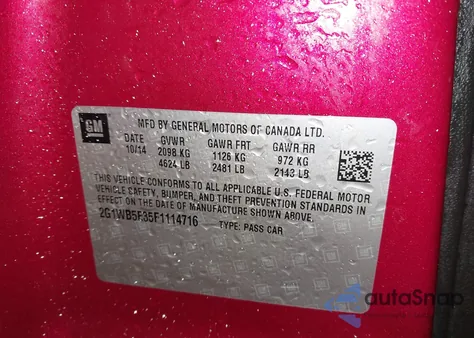 GM
MFD BY GENERAL MOTORS OF CANADA LTD.
DATE GVWR GAWR FRT GAWR RR
10/14 2098 KG 1126 KG 972 KG
4624 LB 2481 LB 2143 LB
THIS VEHICLE CONFORMS TO ALL APPLICABLE U.S. FEDERAL MOTOR
VEHICLE SAFETY, BUMPER, AND THEFT PREVENTION STANDARDS IN
EFFECT ON THE DATE OF MANUFACTURE SHOWN ABOVE.
2G1WB5F35F1114716 TYPE: PASS CAR
autoSnap